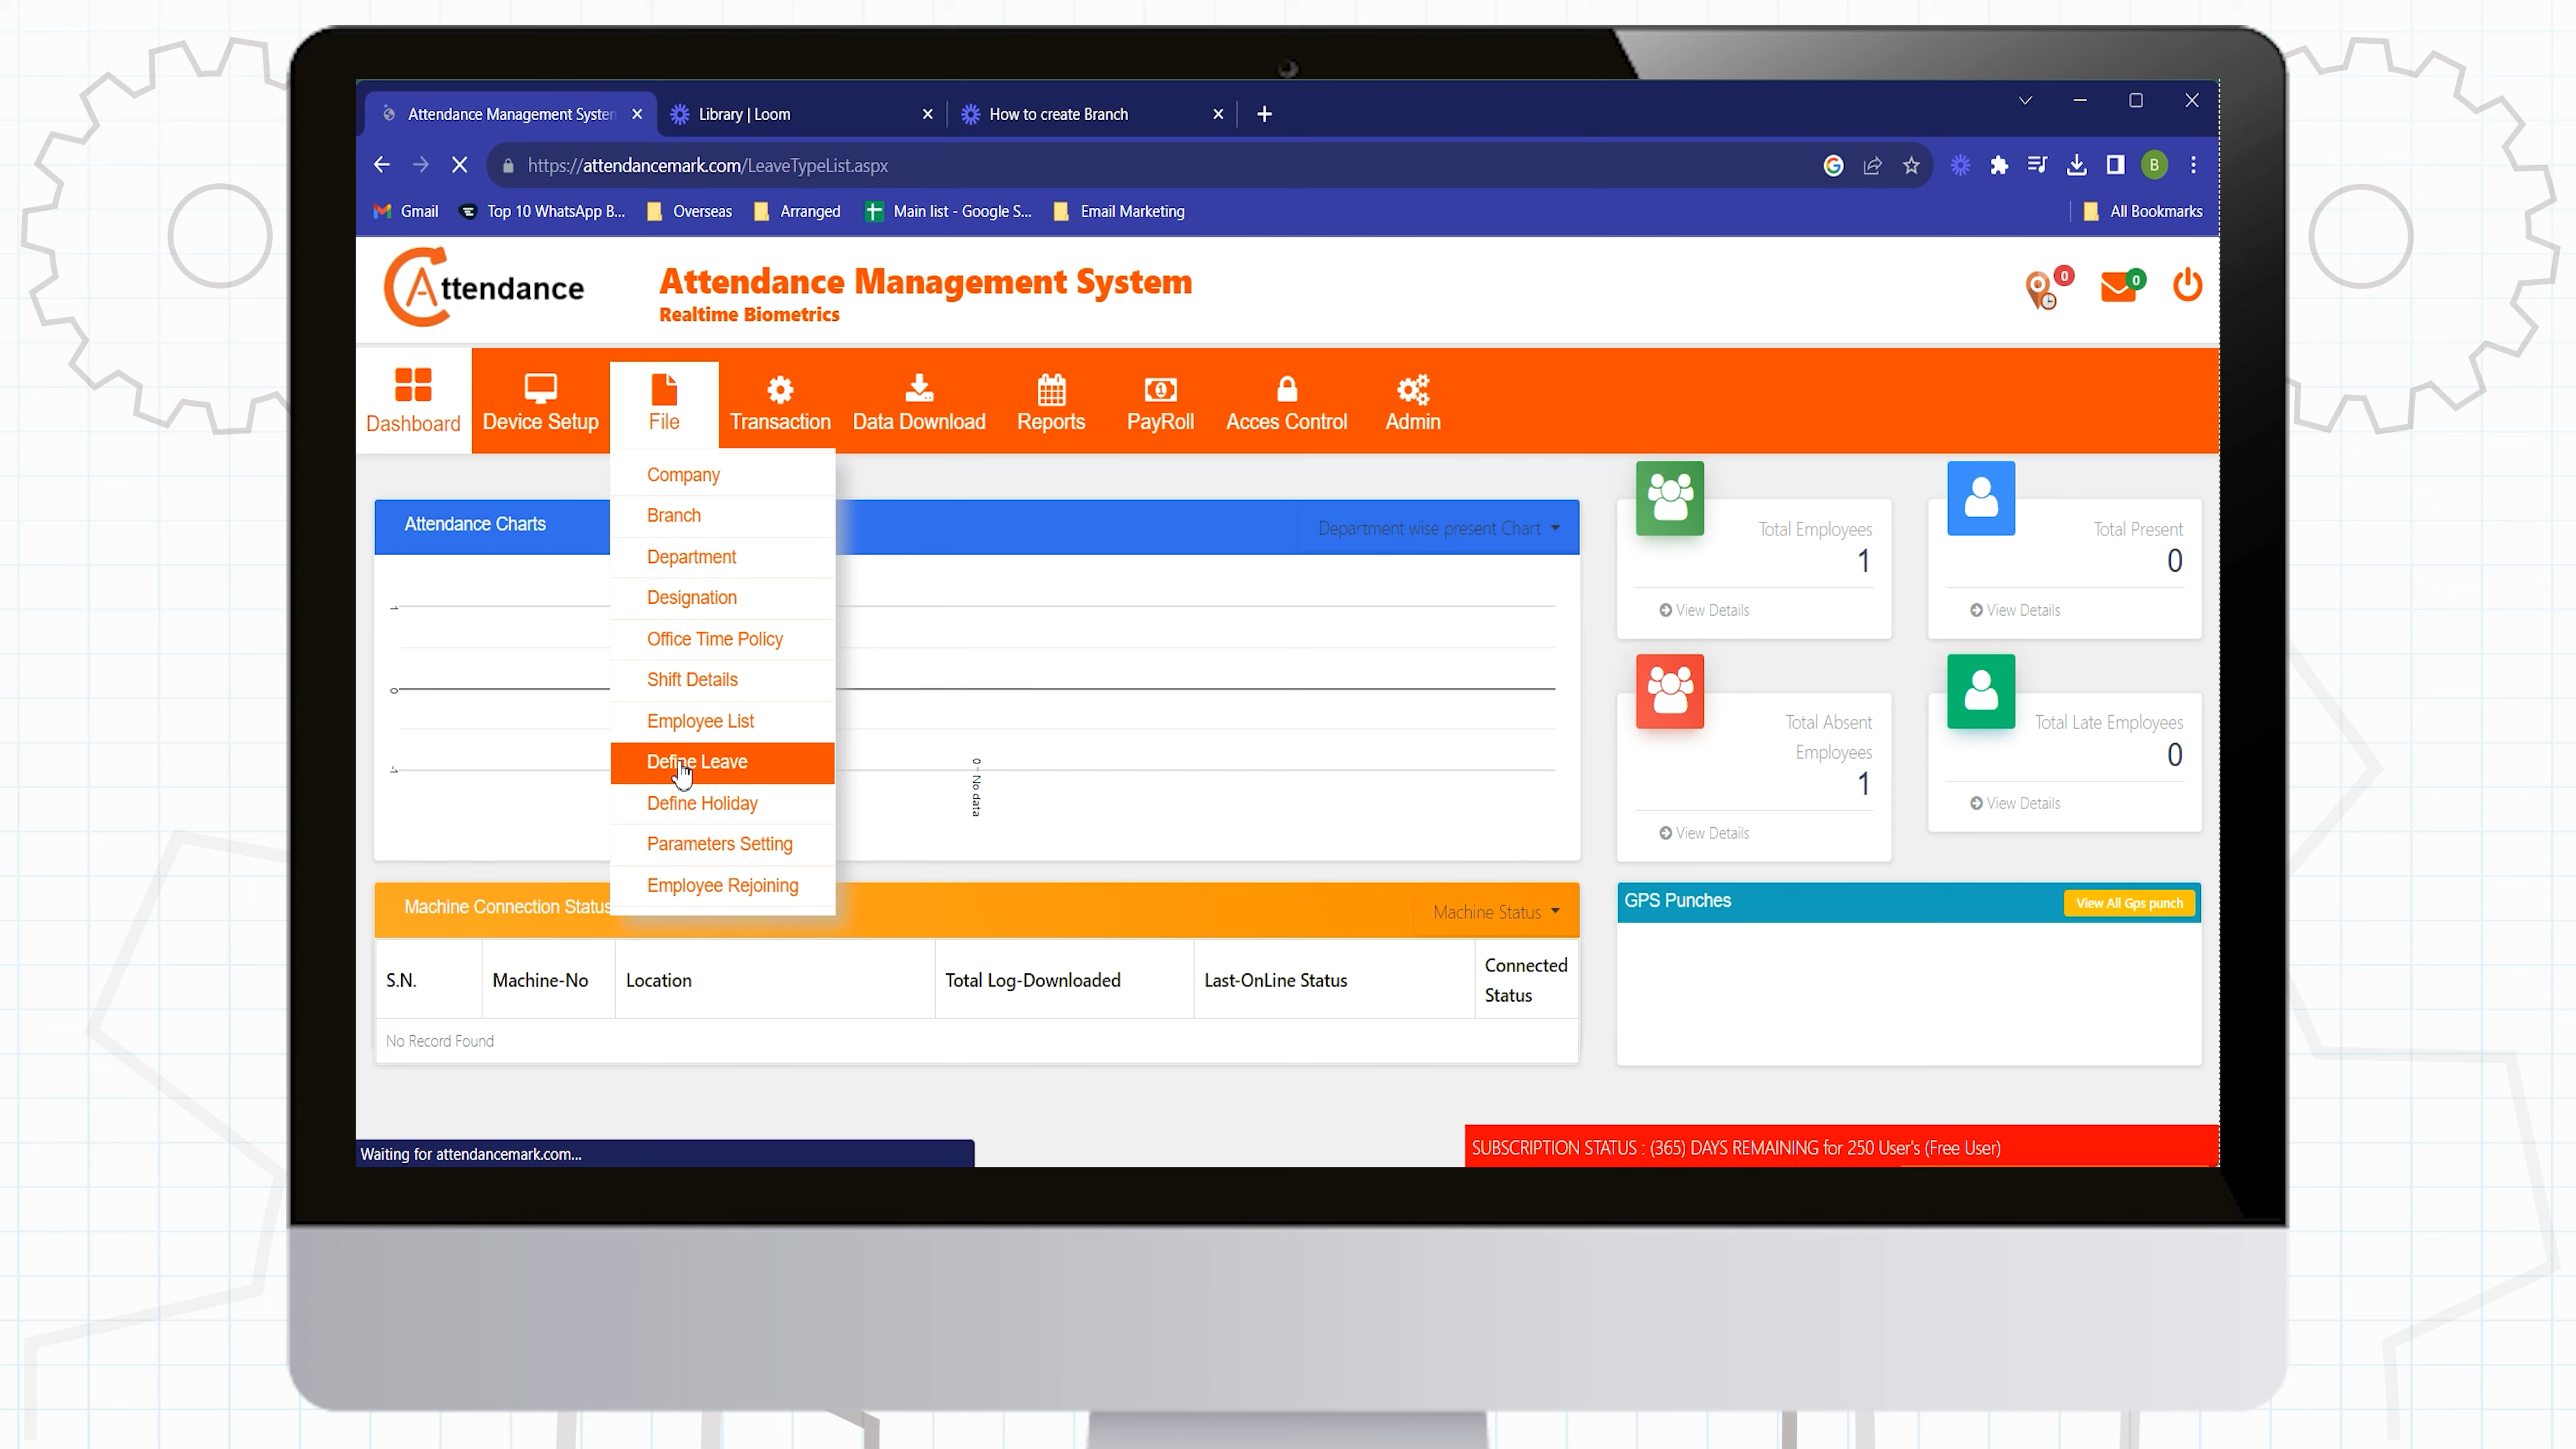 Attendance Management System
Library | Loom
How to create Branch
https://attendancemark.com/LeaveTypeList.aspx
B
Gmail
Top 10 WhatsApp B...
Overseas
Arranged
Main list - Google S...
Email Marketing
All Bookmarks
Attendance
Attendance Management System
Realtime Biometrics
0
0
Dashboard
Device Setup
File
Transaction
Data Download
Reports
PayRoll
Acces Control
Admin
Company
Branch
Department
Designation
Office Time Policy
Shift Details
Employee List
Define Leave
Define Holiday
Parameters Setting
Employee Rejoining
Attendance Charts
Department wise present Chart
1
0
-1
0 - No data
Total Employees
1
View Details
Total Present
0
View Details
Total Absent
Employees
1
View Details
Total Late Employees
0
View Details
Machine Connection Status
Machine Status
S.N.
Machine-No
Location
Total Log-Downloaded
Last-OnLine Status
Connected
Status
No Record Found
GPS Punches
View All Gps punch
Waiting for attendancemark.com...
SUBSCRIPTION STATUS : (365) DAYS REMAINING for 250 User's (Free User)